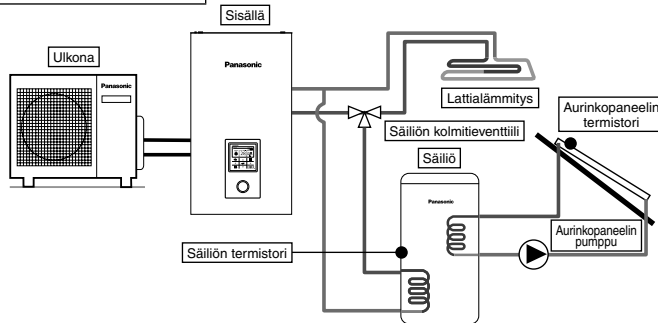 Sisällä
Ulkona
Panasonic
Panasonic
Lattialämmitys
Aurinkopaneelin
termistori
Säiliön kolmitieventtiili
Säiliö
Panasonic
Säiliön termistori
Aurinkopaneelin
pumppu